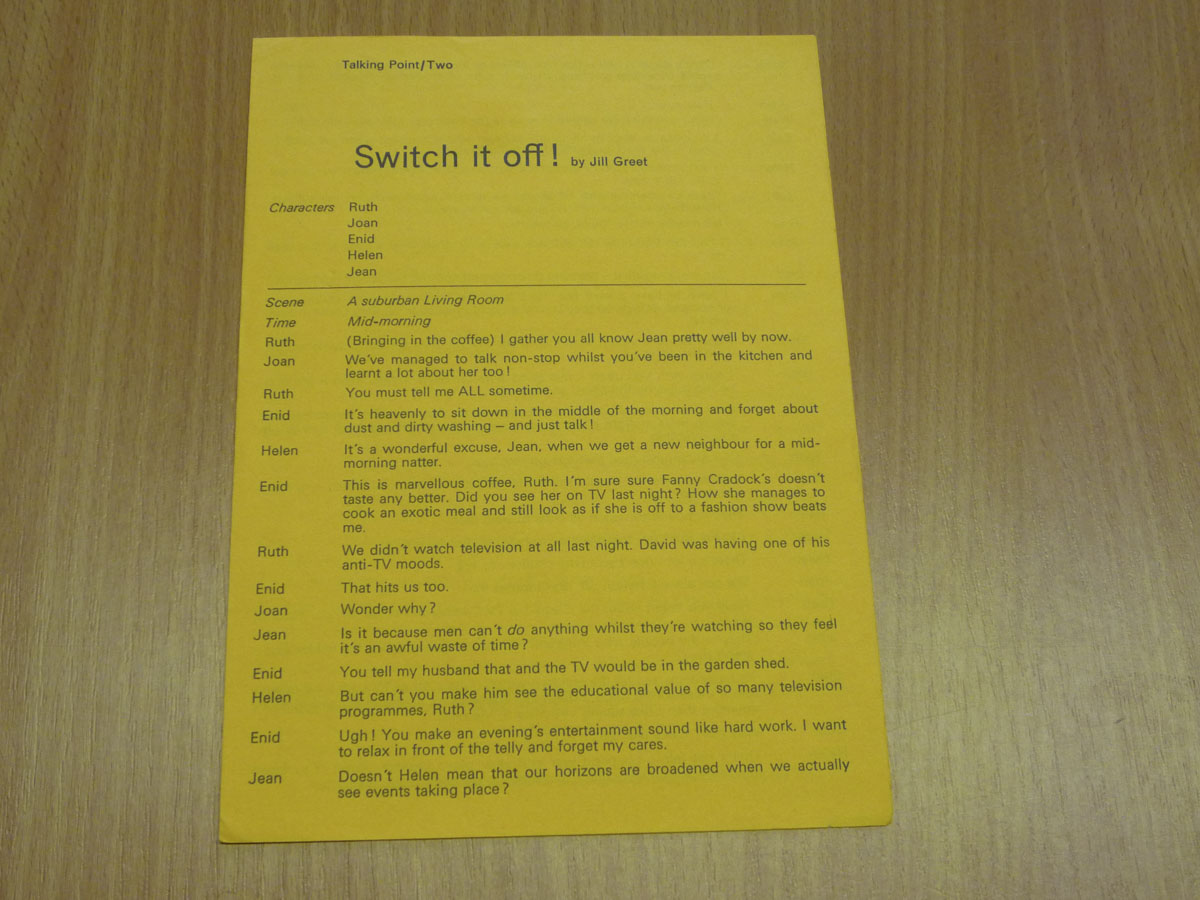 Talking Point/Two
Switch it off! by Jill Greet
Characters Ruth
Joan
Enid
Helen
Jean
Scene A suburban Living Room
Time Mid-morning
Ruth (Bringing in the coffee) I gather you all know Jean pretty well by now.
Joan We've managed to talk non-stop whilst you've been in the kitchen and
learnt a lot about her too!
Ruth You must tell me ALL sometime.
Enid It's heavenly to sit down in the middle of the morning and forget about
dust and dirty washing – and just talk!
Helen It's a wonderful excuse, Jean, when we get a new neighbour for a mid-
morning natter.
Enid This is marvellous coffee, Ruth. I'm sure sure Fanny Cradock's doesn't
taste any better. Did you see her on TV last night? How she manages to
cook an exotic meal and still look as if she is off to a fashion show beats
me.
Ruth We didn't watch television at all last night. David was having one of his
anti-TV moods.
Enid That hits us too.
Joan Wonder why?
Jean Is it because men can't do anything whilst they're watching so they feel
it's an awful waste of time?
Enid You tell my husband that and the TV would be in the garden shed.
Helen But can't you make him see the educational value of so many television
programmes, Ruth?
Enid Ugh! You make an evening's entertainment sound like hard work. I want
to relax in front of the telly and forget my cares.
Jean Doesn't Helen mean that our horizons are broadened when we actually
see events taking place?